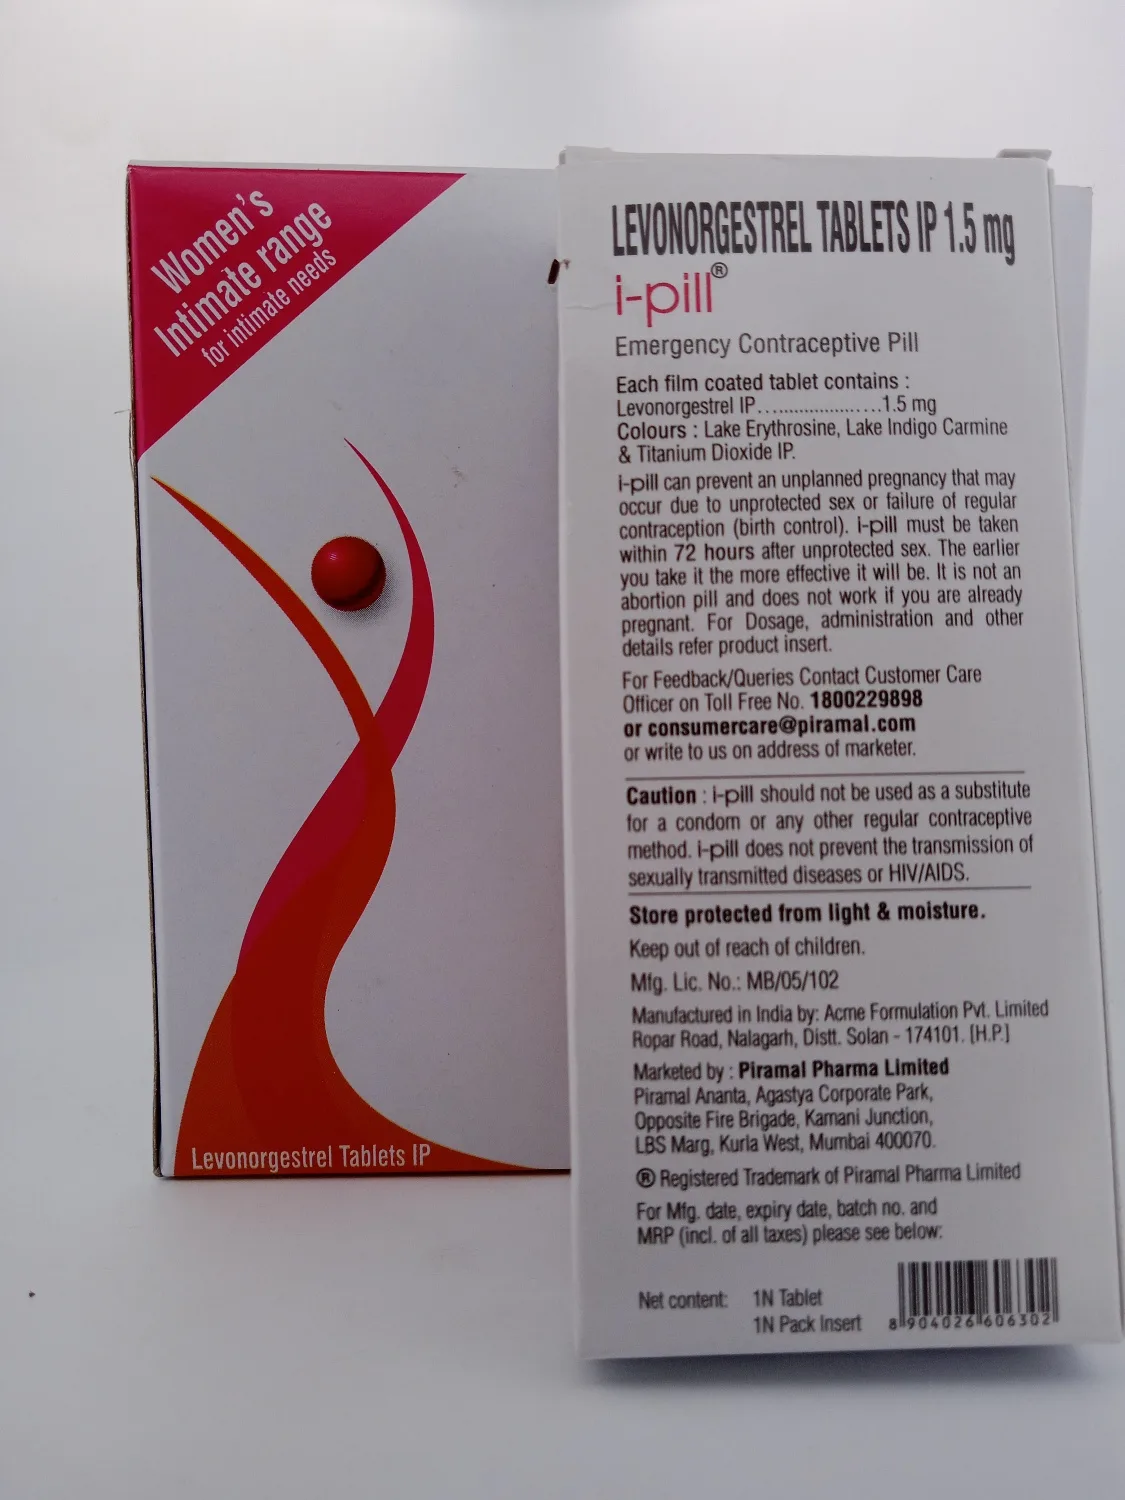 Women's
Intimate range
for intimate needs
Levonorgestrel Tablets IP
LEVONORGESTREL TABLETS IP 1.5 mg
i-pill®
Emergency Contraceptive Pill
Each film coated tablet contains :
Levonorgestrel IP......................1.5 mg
Colours : Lake Erythrosine, Lake Indigo Carmine
& Titanium Dioxide IP.
i-pill can prevent an unplanned pregnancy that may
occur due to unprotected sex or failure of regular
contraception (birth control). i-pill must be taken
within 72 hours after unprotected sex. The earlier
you take it the more effective it will be. It is not an
abortion pill and does not work if you are already
pregnant. For Dosage, administration and other
details refer product insert.
For Feedback/Queries Contact Customer Care
Officer on Toll Free No. 1800229898
or consumercare@piramal.com
or write to us on address of marketer.
Caution : i-pill should not be used as a substitute
for a condom or any other regular contraceptive
method. i-pill does not prevent the transmission of
sexually transmitted diseases or HIV/AIDS.
Store protected from light & moisture.
Keep out of reach of children.
Mfg. Lic. No.: MB/05/102
Manufactured in India by: Acme Formulation Pvt. Limited
Ropar Road, Nalagarh, Distt. Solan - 174101. [H.P.]
Marketed by : Piramal Pharma Limited
Piramal Ananta, Agastya Corporate Park,
Opposite Fire Brigade, Kamani Junction,
LBS Marg, Kurla West, Mumbai 400070.
® Registered Trademark of Piramal Pharma Limited
For Mfg. date, expiry date, batch no. and
MRP (incl. of all taxes) please see below:
Net content: 1N Tablet
1N Pack Insert
8 904026 606302